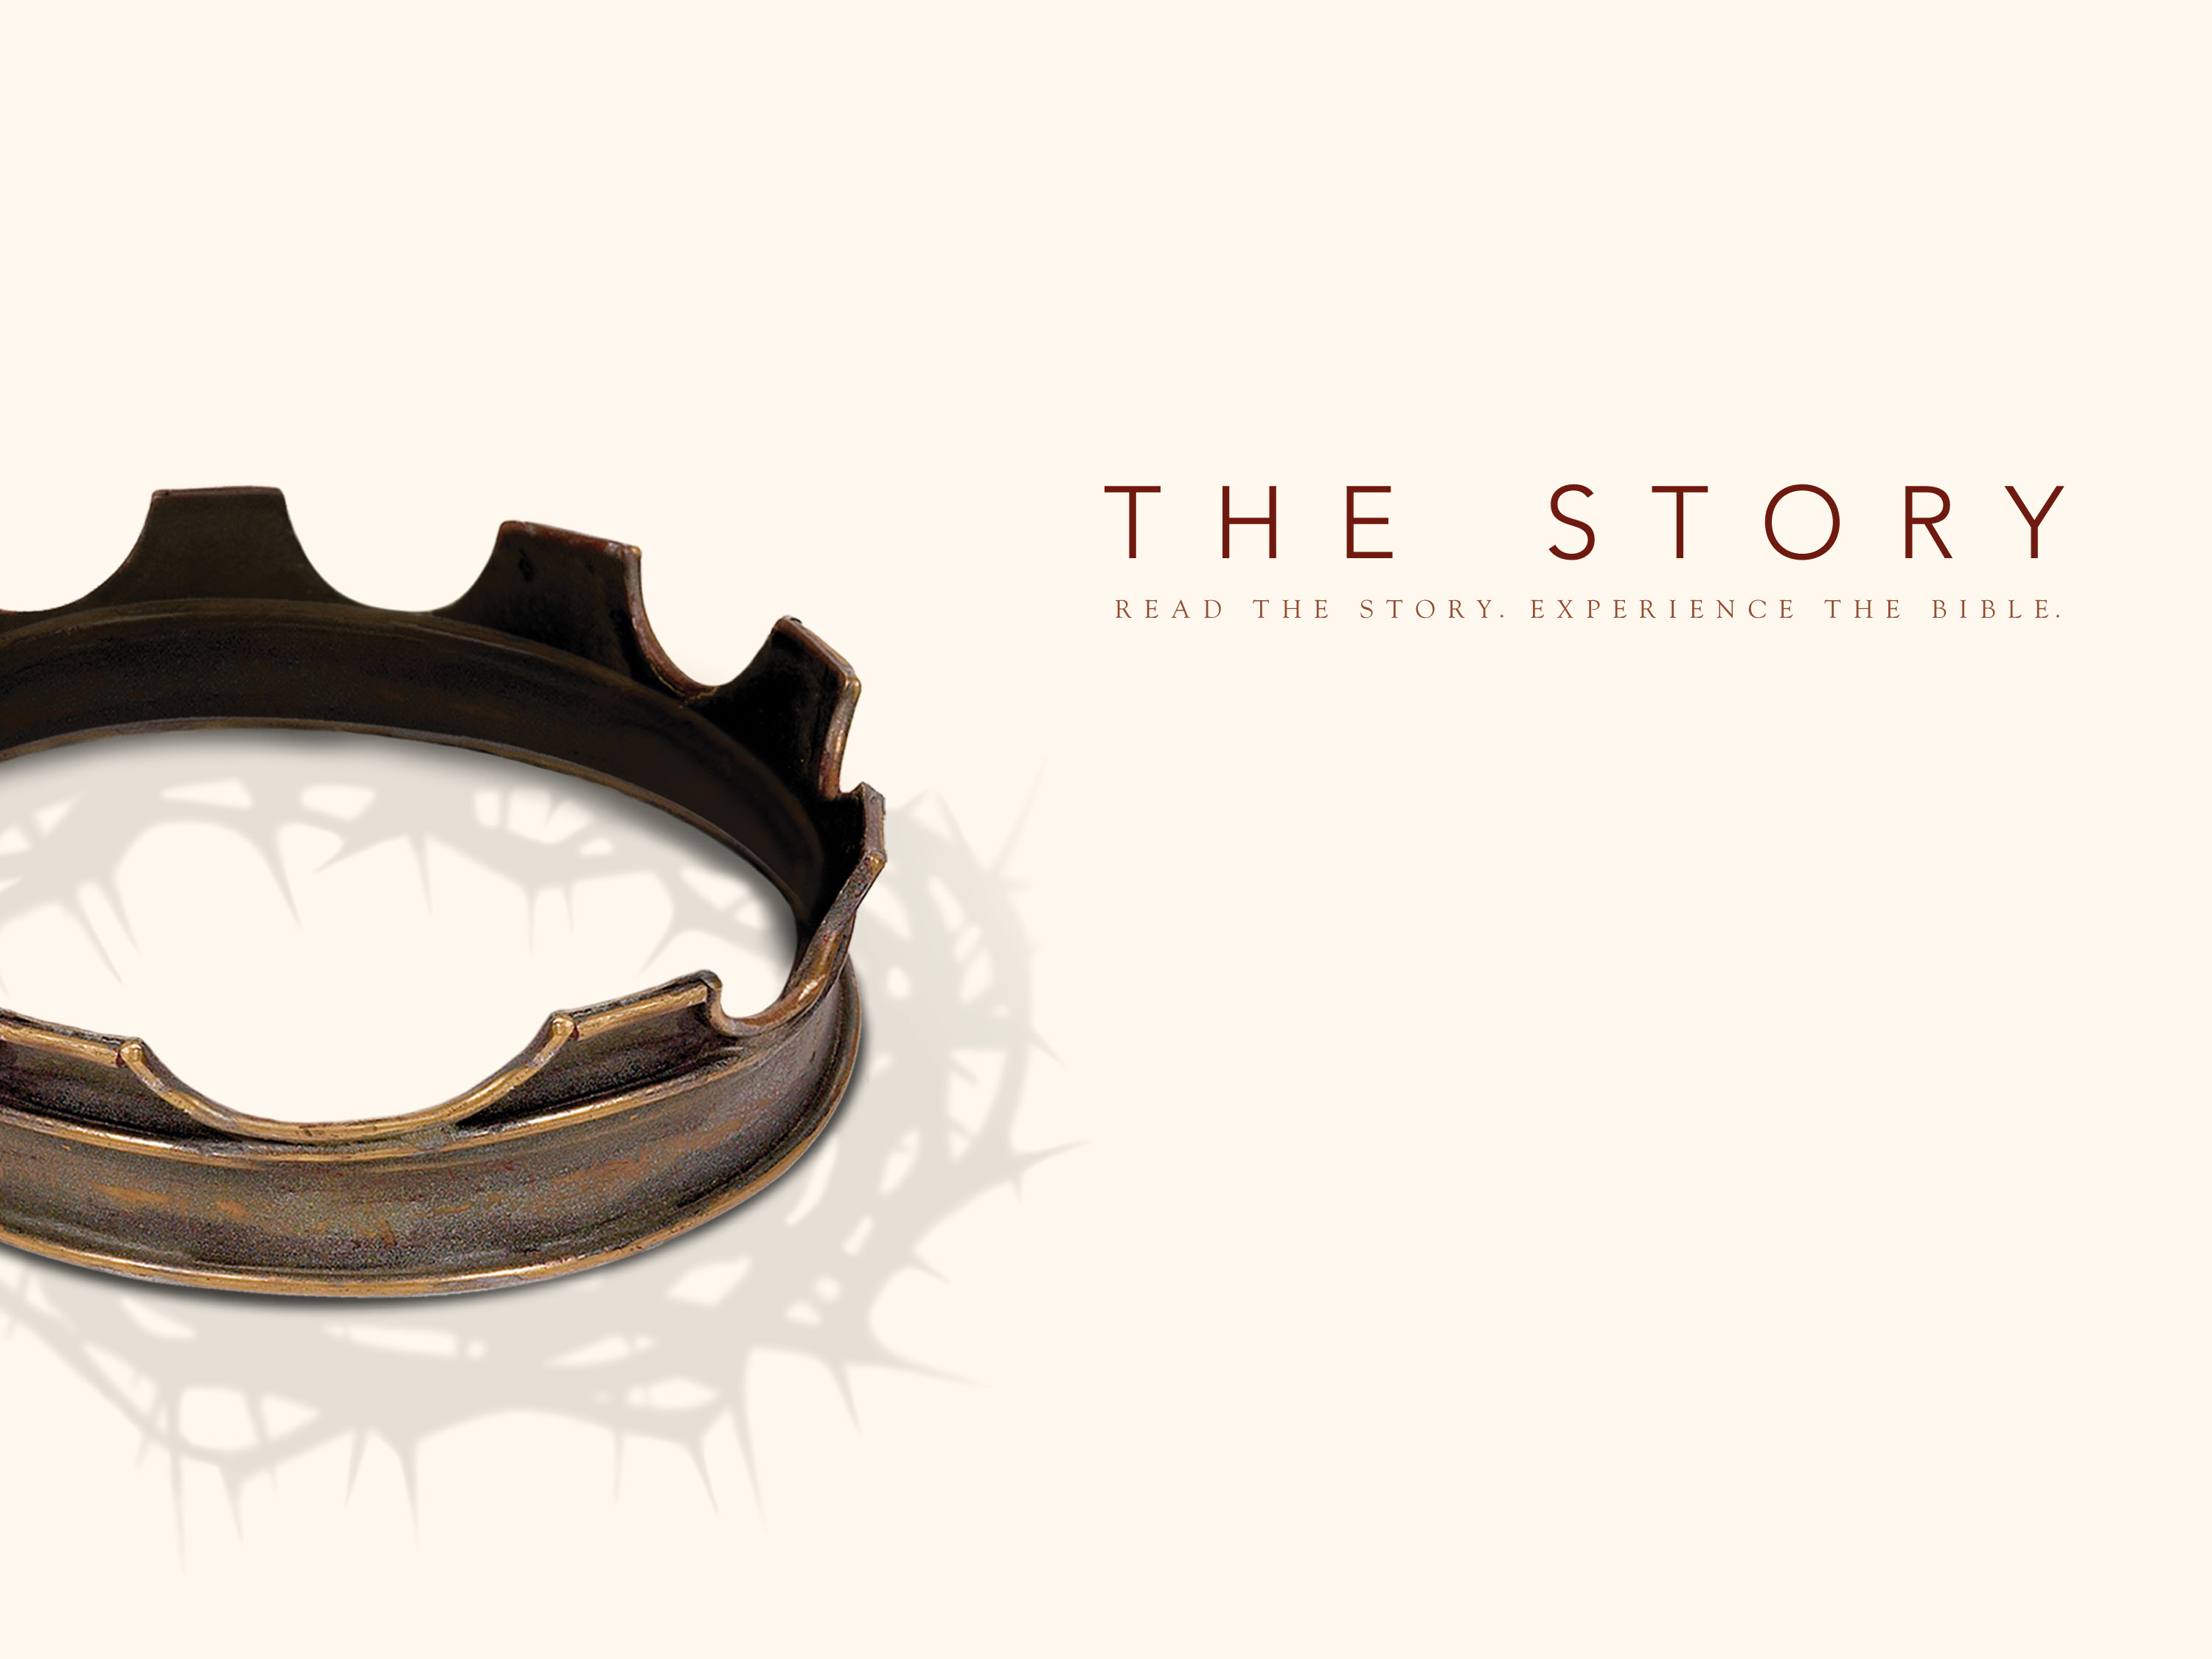 THE STORY
READ THE STORY. EXPERIENCE THE BIBLE.